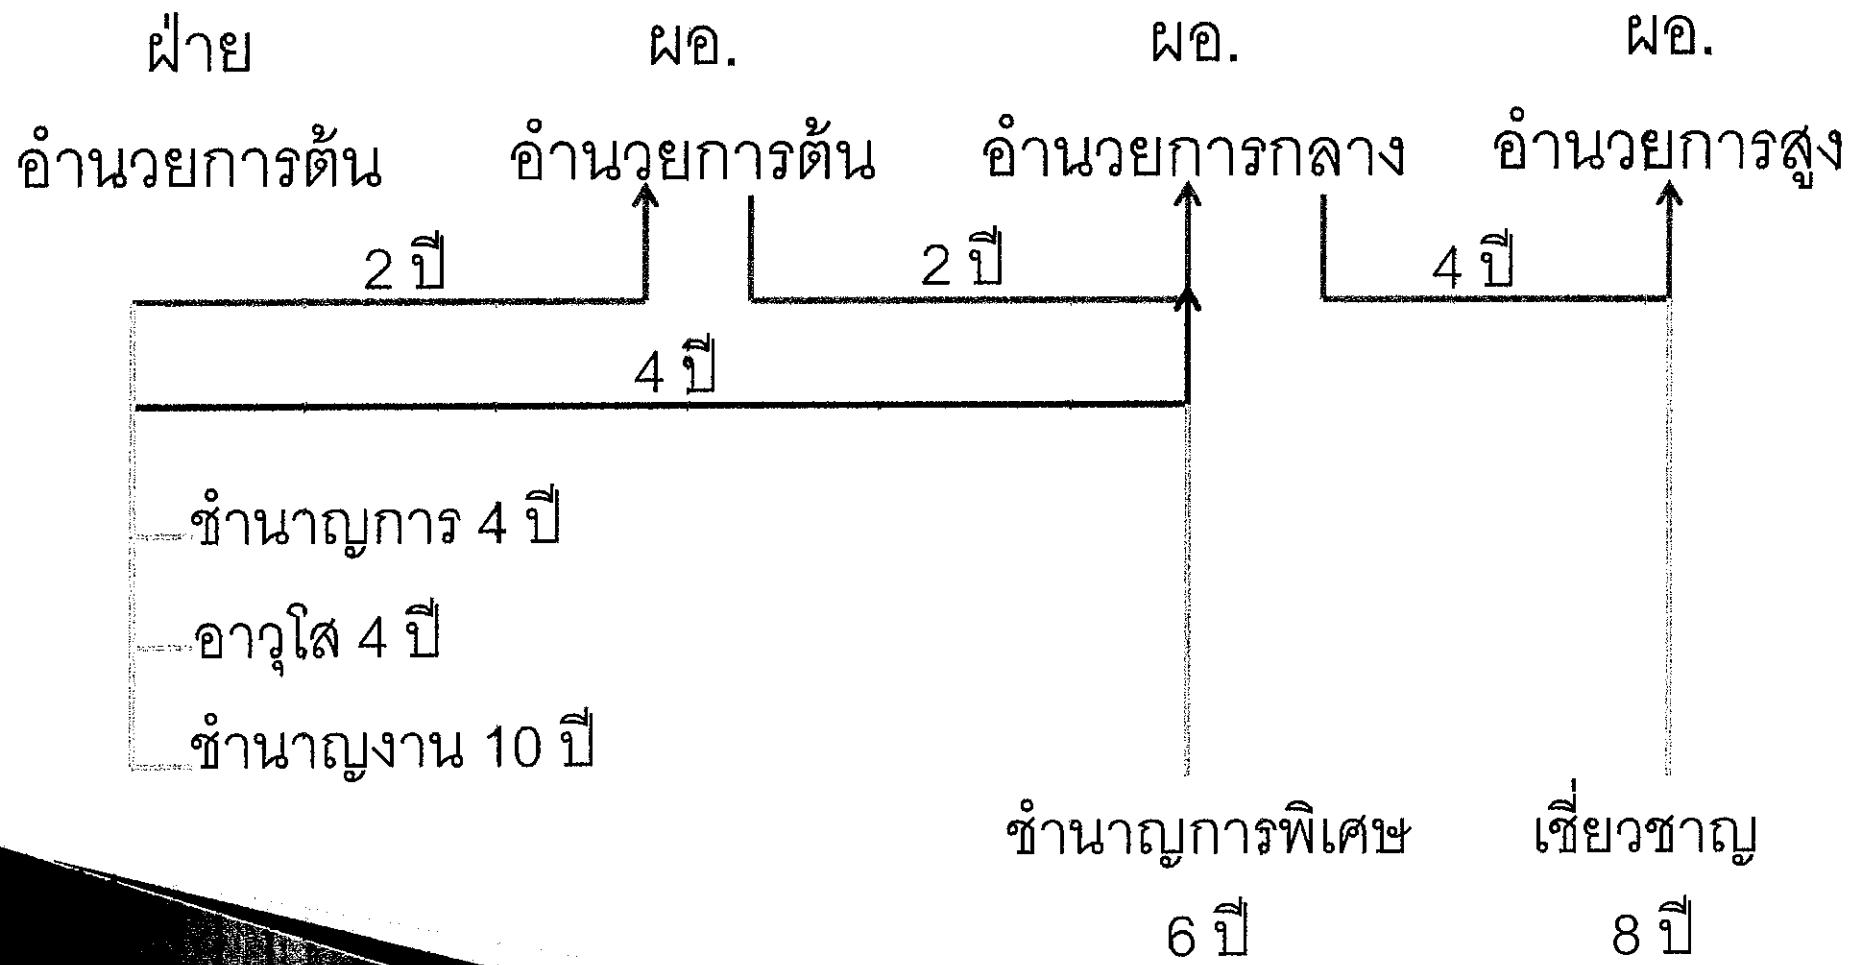 ฝ่าย ผอ. ผอ. ผอ.
อำนวยการต้น อำนวยการต้น อำนวยการกลาง อำนวยการสูง
2 ปี 2 ปี 4 ปี
4 ปี
ชำนาญการ 4 ปี
อาวุโส 4 ปี
ชำนาญงาน 10 ปี
ชำนาญการพิเศษ เชี่ยวชาญ
6 ปี 8 ปี